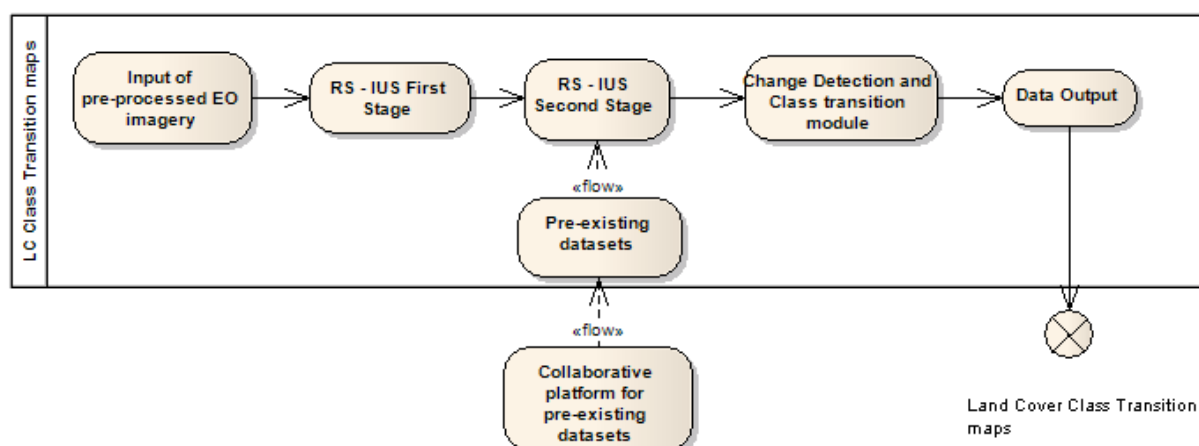 LC Class Transition maps
Input of
pre-processed EO
imagery
RS - IUS First
Stage
RS - IUS
Second Stage
Change Detection and
Class transition
module
Data Output
«flow»
Pre-existing
datasets
«flow»
Collaborative
platform for
pre-existing
datasets
Land Cover Class Transition
maps